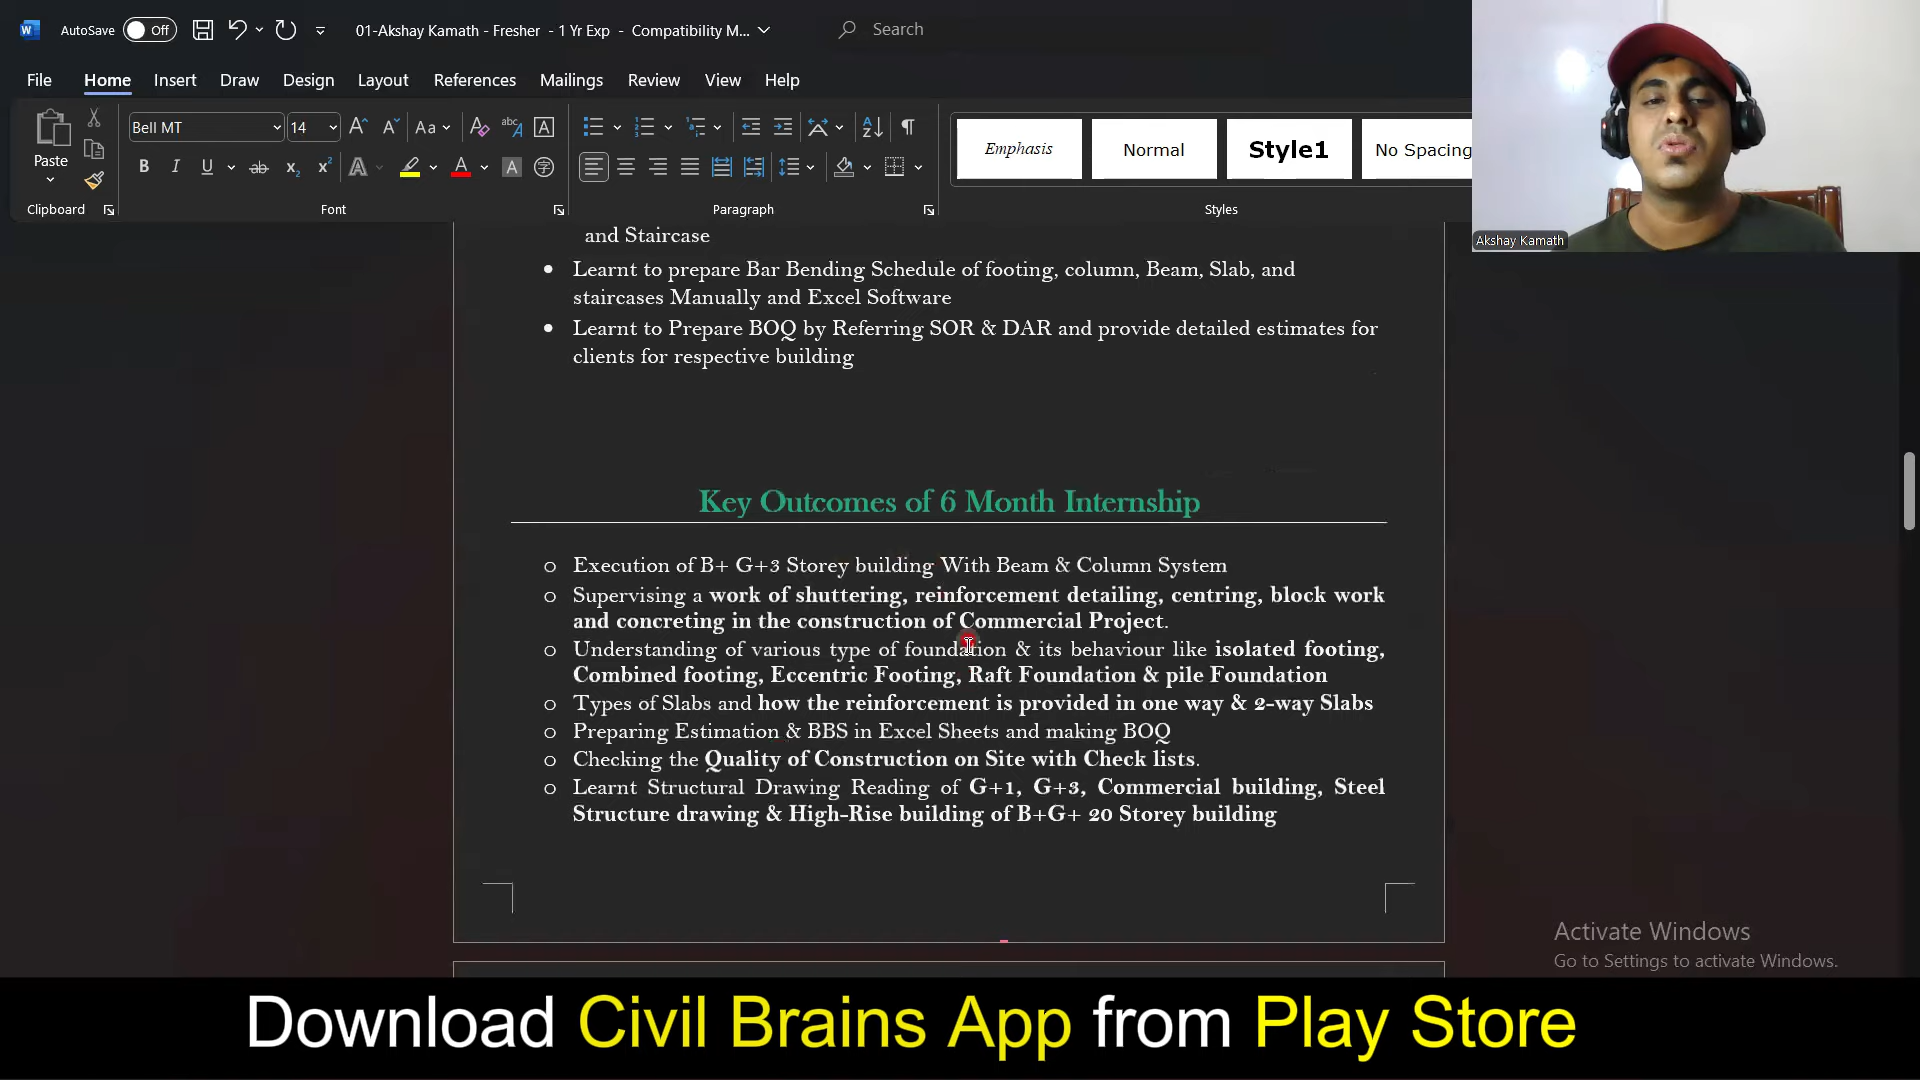 AutoSave Off 01-Akshay Kamath - Fresher - 1 Yr Exp - Compatibility M... Search
File Home Insert Draw Design Layout References Mailings Review View Help
Paste
Bell MT 14 Aa
Clipboard Font Paragraph Styles
Emphasis Normal Style1 No Spacing
Akshay Kamath
and Staircase
Learnt to prepare Bar Bending Schedule of footing, column, Beam, Slab, and
staircases Manually and Excel Software
Learnt to Prepare BOQ by Referring SOR & DAR and provide detailed estimates for
clients for respective building
Key Outcomes of 6 Month Internship
Execution of B+ G+3 Storey building With Beam & Column System
Supervising a work of shuttering, reinforcement detailing, centring, block work
and concreting in the construction of Commercial Project.
Understanding of various type of foundation & its behaviour like isolated footing,
Combined footing, Eccentric Footing, Raft Foundation & pile Foundation
Types of Slabs and how the reinforcement is provided in one way & 2-way Slabs
Preparing Estimation & BBS in Excel Sheets and making BOQ
Checking the Quality of Construction on Site with Check lists.
Learnt Structural Drawing Reading of G+1, G+3, Commercial building, Steel
Structure drawing & High-Rise building of B+G+ 20 Storey building
Activate Windows
Go to Settings to activate Windows.
Download Civil Brains App from Play Store